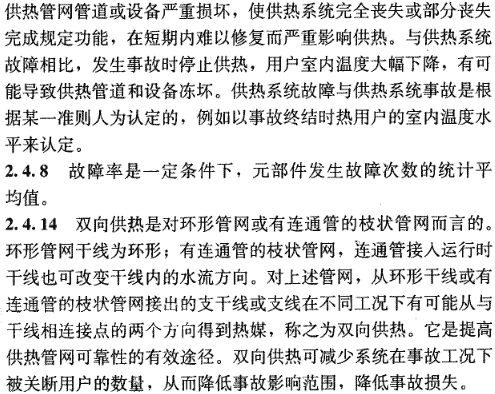 供热管网管道或设备严重损坏，使供热系统完全丧失或部分丧失
完成规定功能，在短期内难以修复而严重影响供热。与供热系统
故障相比，发生事故时停止供热，用户室内温度大幅下降，有可
能导致供热管道和设备冻坏。供热系统故障与供热系统事故是根
据某一准则人为认定的，例如以事故终结时热用户的室内温度水
平来认定。
2.4.8 故障率是一定条件下，元部件发生故障次数的统计平
均值。
2.4.14 双向供热是对环形管网或有连通管的枝状管网而言的。
环形管网干线为环形；有连通管的枝状管网，连通管接入运行时
干线也可改变干线内的水流方向。对上述管网，从环形干线或有
连通管的枝状管网接出的支干线或支线在不同工况下有可能从与
干线相连接点的两个方向得到热媒，称之为双向供热。它是提高
供热管网可靠性的有效途径。双向供热可减少系统在事故工况下
被关断用户的数量，从而降低事故影响范围，降低事故损失。